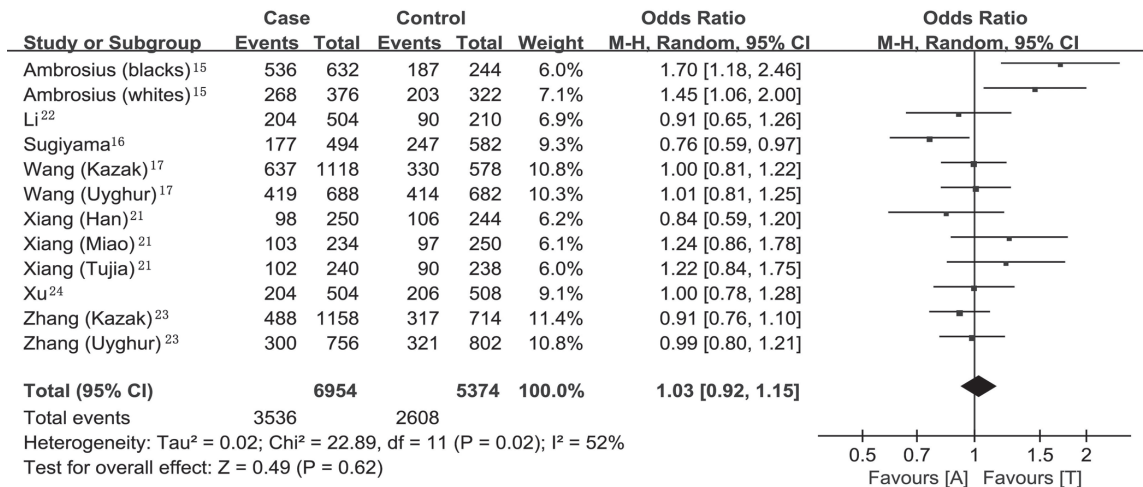 Case Control Odds Ratio Odds Ratio
Study or Subgroup Events Total Events Total Weight M-H, Random, 95% CI M-H, Random, 95% CI
Ambrosius (blacks)15 536 632 187 244 6.0% 1.70 [1.18, 2.46]
Ambrosius (whites)15 268 376 203 322 7.1% 1.45 [1.06, 2.00]
Li22 204 504 90 210 6.9% 0.91 [0.65, 1.26]
Sugiyama16 177 494 247 582 9.3% 0.76 [0.59, 0.97]
Wang (Kazak)17 637 1118 330 578 10.8% 1.00 [0.81, 1.22]
Wang (Uyghur)17 419 688 414 682 10.3% 1.01 [0.81, 1.25]
Xiang (Han)21 98 250 106 244 6.2% 0.84 [0.59, 1.20]
Xiang (Miao)21 103 234 97 250 6.1% 1.24 [0.86, 1.78]
Xiang (Tujia)21 102 240 90 238 6.0% 1.22 [0.84, 1.75]
Xu24 204 504 206 508 9.1% 1.00 [0.78, 1.28]
Zhang (Kazak)23 488 1158 317 714 11.4% 0.91 [0.76, 1.10]
Zhang (Uyghur)23 300 756 321 802 10.8% 0.99 [0.80, 1.21]
Total (95% CI) 6954 5374 100.0% 1.03 [0.92, 1.15]
Total events 3536 2608
Heterogeneity: Tau² = 0.02; Chi² = 22.89, df = 11 (P = 0.02); I² = 52%
Test for overall effect: Z = 0.49 (P = 0.62)
0.5 0.7 1 1.5 2
Favours [A] Favours [T]